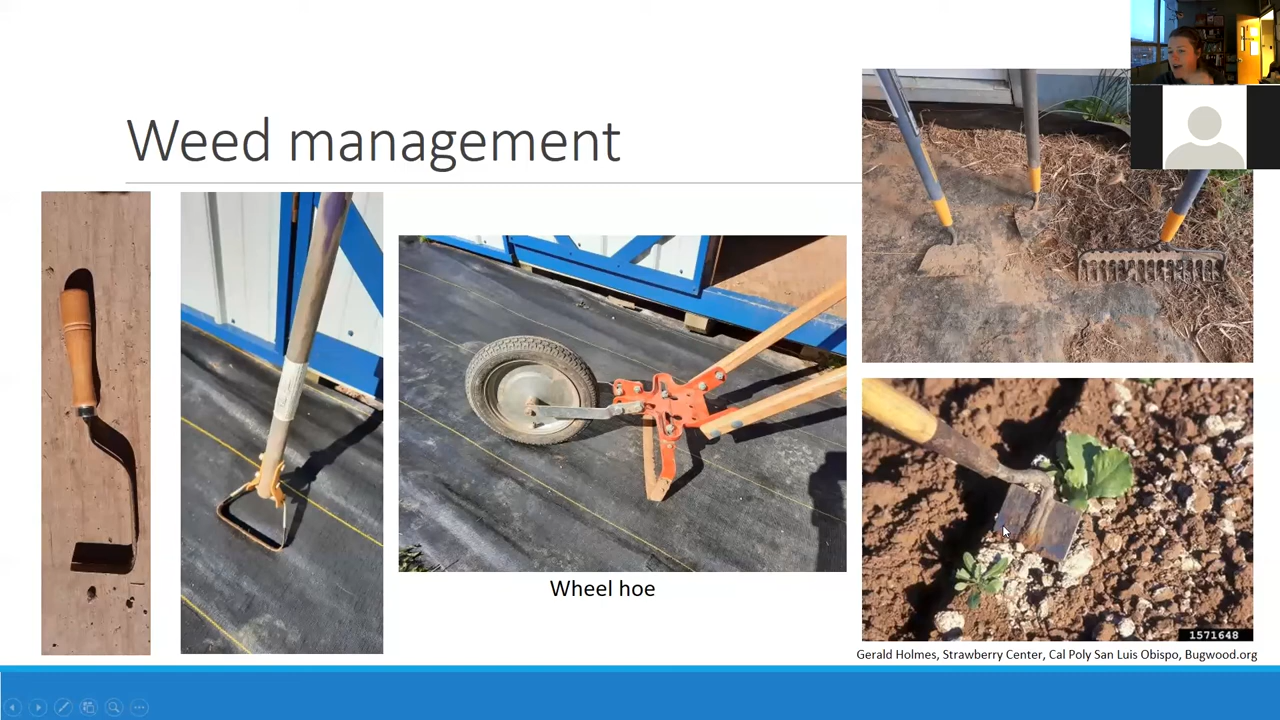 Weed management
Wheel hoe
1571648
Gerald Holmes, Strawberry Center, Cal Poly San Luis Obispo, Bugwood.org